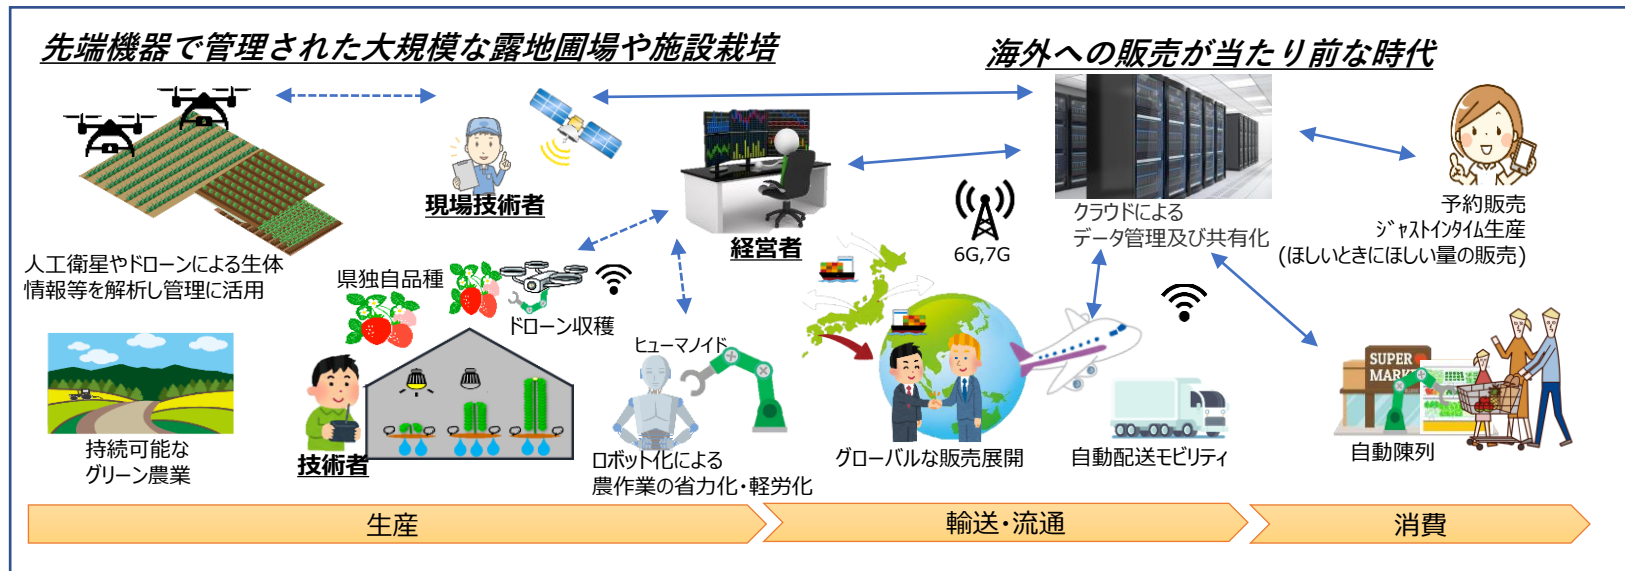 先端機器で管理された大規模な露地圃場や施設栽培
海外への販売が当たり前な時代
現場技術者
経営者
人工衛星やドローンによる生体
情報等を解析し管理に活用
県独自品種
ドローン収穫
6G,7G
クラウドによる
データ管理及び共有化
予約販売
ｼﾞｬｽﾄｲﾝﾀｲﾑ生産
(ほしいときにほしい量の販売)
持続可能な
グリーン農業
技術者
ヒューマノイド
ロボット化による
農作業の省力化・軽労化
グローバルな販売展開
自動配送モビリティ
SUPER
MARK
自動陳列
生産
輸送・流通
消費